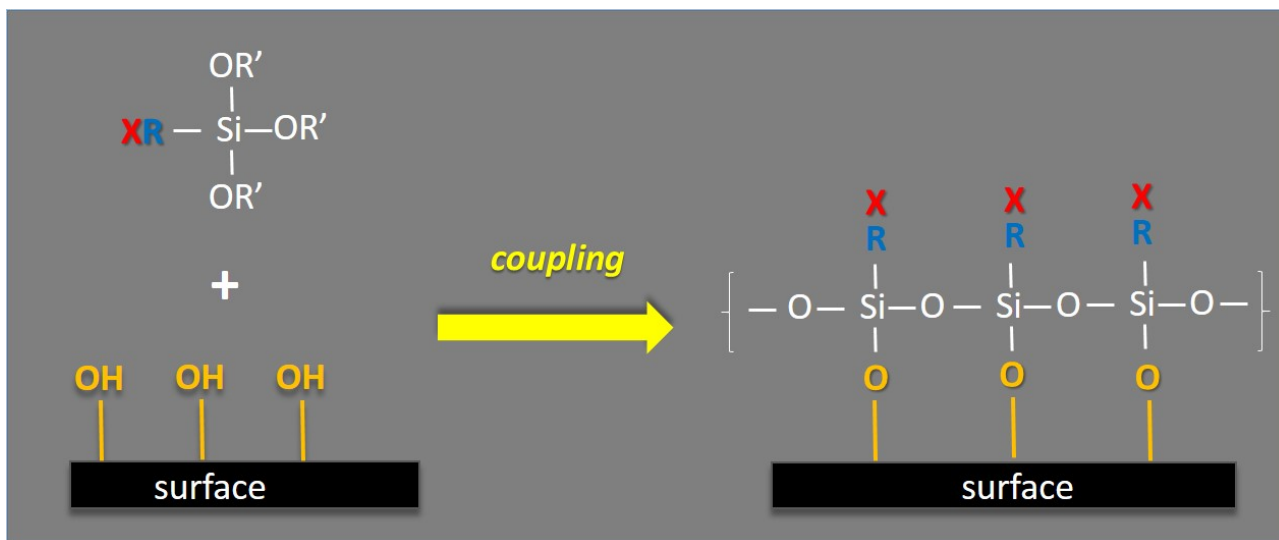 OR’
XR — Si — OR’
OR’
+
OH OH OH
surface
coupling
X X X
R R R
— O — Si — O — Si — O — Si — O —
O O O
surface